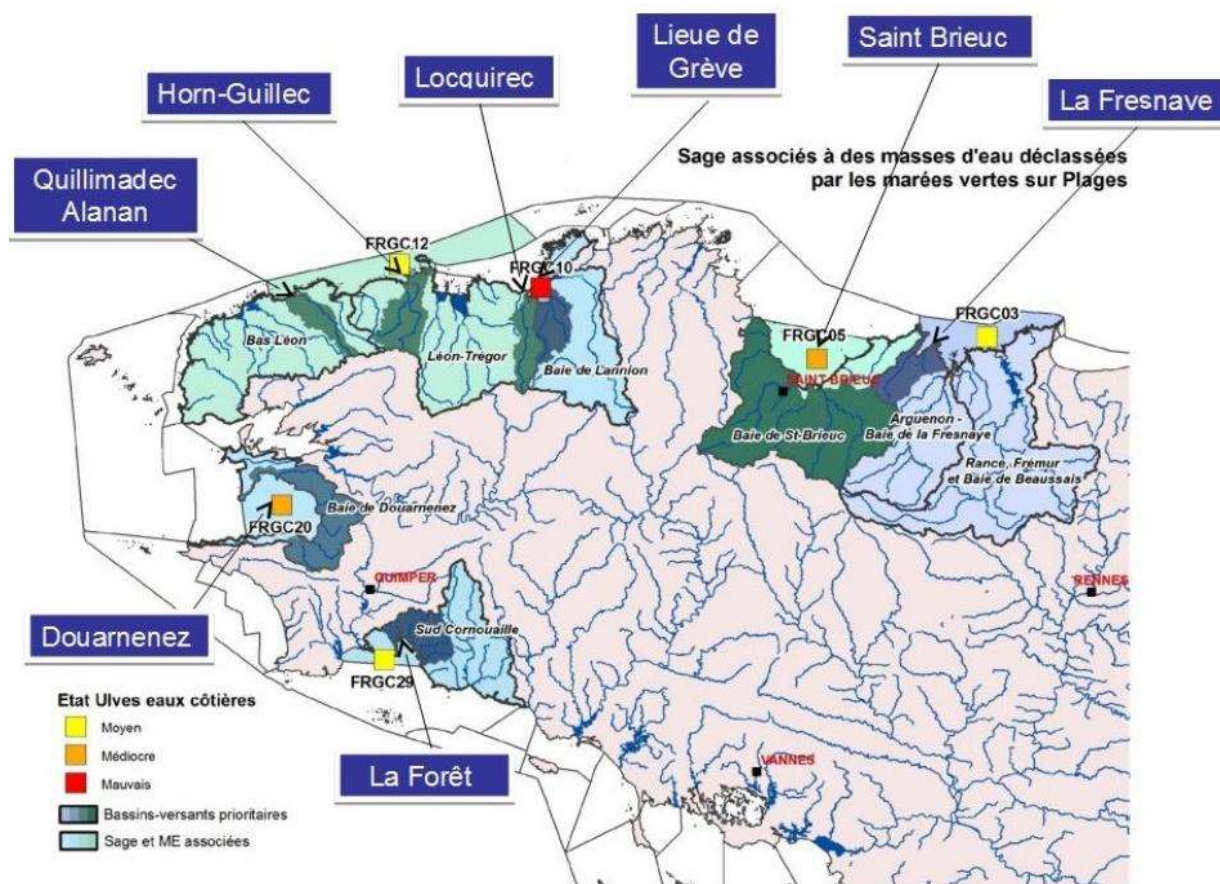 Lieue de
Grève
Saint Brieuc
Locquirec
Horn-Guillec
La Fresnave
Sage associés à des masses d'eau déclassées
par les marées vertes sur Plages
Quillimadec
Alanan
FRGC12
FRGC10
FRGC03
FRGC05
Bas Léon
Léon-Trégor
Baie de Lannion
SAINT-BRIEUC
Baie de St-Brieuc
Arguenon -
Baie de la Fresnaye
Rance, Frémur
et Baie de Beaussais
Baie de Douarnenez
FRGC20
QUIMPER
RENNES
Sud Cornouaille
Douarnenez
FRGC29
Etat Ulves eaux côtières
Moyen
Médiocre
Mauvais
Bassins-versants prioritaires
Sage et ME associées
La Forêt
VANNES